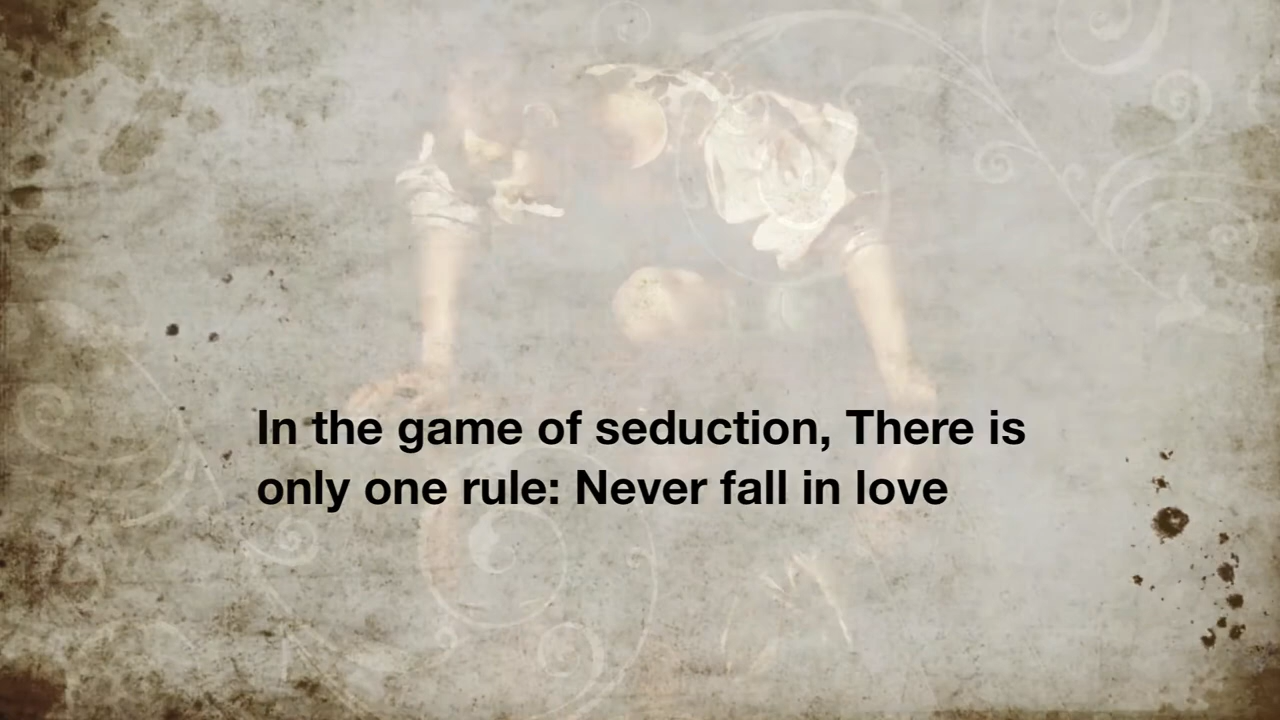 In the game of seduction, There is
only one rule: Never fall in love